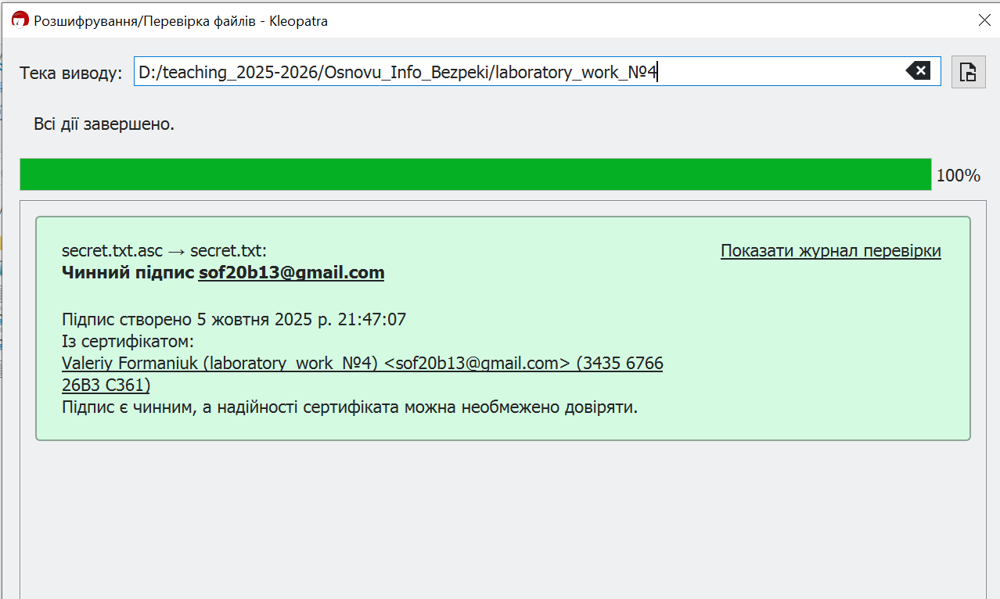 Розшифрування/Перевірка файлів - Kleopatra
Тека виводу: D:/teaching_2025-2026/Osnovu_Info_Bezpeki/laboratory_work_№4
Всі дії завершено.
100%
secret.txt.asc → secret.txt: Показати журнал перевірки
Чинний підпис sof20b13@gmail.com
Підпис створено 5 жовтня 2025 р. 21:47:07
Із сертифікатом:
Valeriy Formaniuk (laboratory_work_№4) <sof20b13@gmail.com> (3435 6766
26B3 C361)
Підпис є чинним, а надійності сертифіката можна необмежено довіряти.